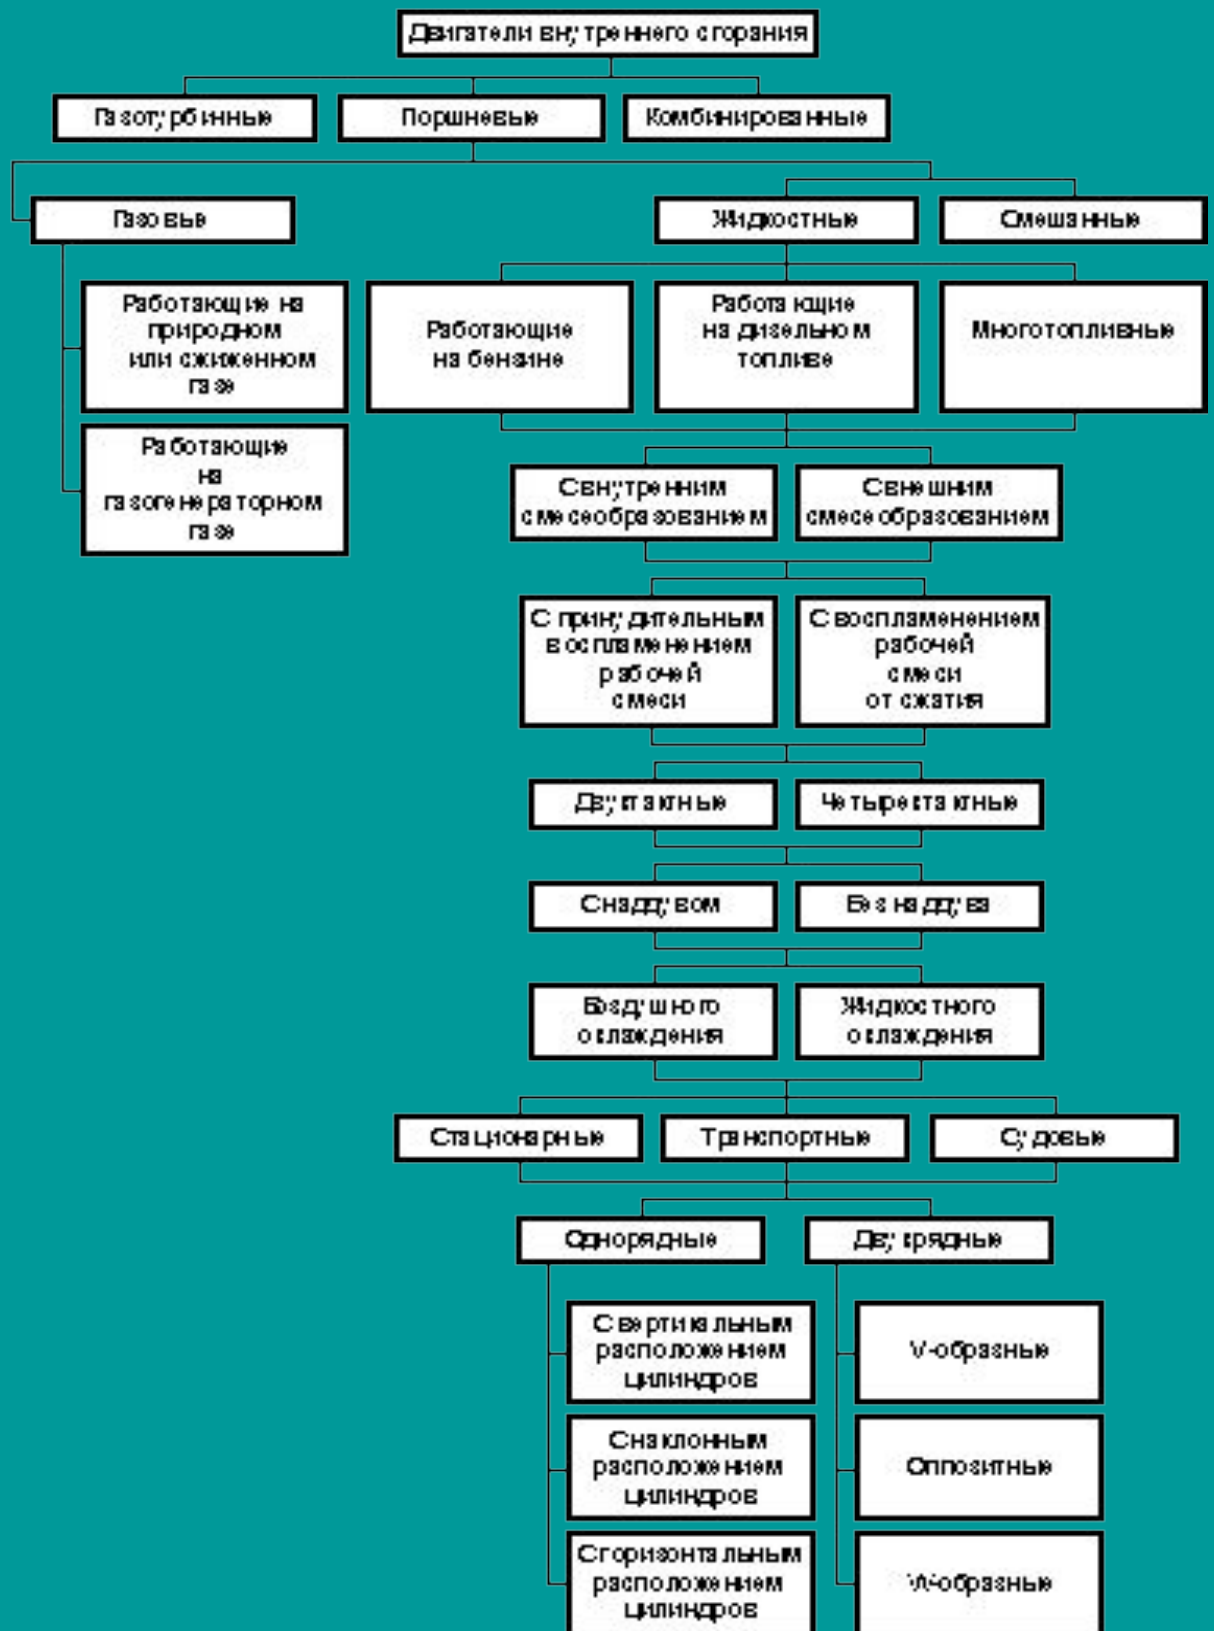 Двигатели внутреннего сгорания
Газотурбинные
Поршневые
Комбинированные
Газовые
Жидкостные
Смешанные
Работающие на
природном
или сжиженном
газе
Работающие
на бензине
Работающие
на дизельном
топливе
Многотопливные
Работающие
на
газогенераторном
газе
С внутренним
смесеобразованием
С внешним
смесеобразованием
С принудительным
воспламенением
рабочей
смеси
С воспламенением
рабочей
смеси
от сжатия
Двухтактные
Четырехтактные
С наддувом
Без наддува
Воздушного
охлаждения
Жидкостного
охлаждения
Стационарные
Транспортные
Судовые
Однорядные
Двухрядные
С вертикальным
расположением
цилиндров
V-образные
С наклонным
расположением
цилиндров
Оппозитные
С горизонтальным
расположением
цилиндров
W-образные